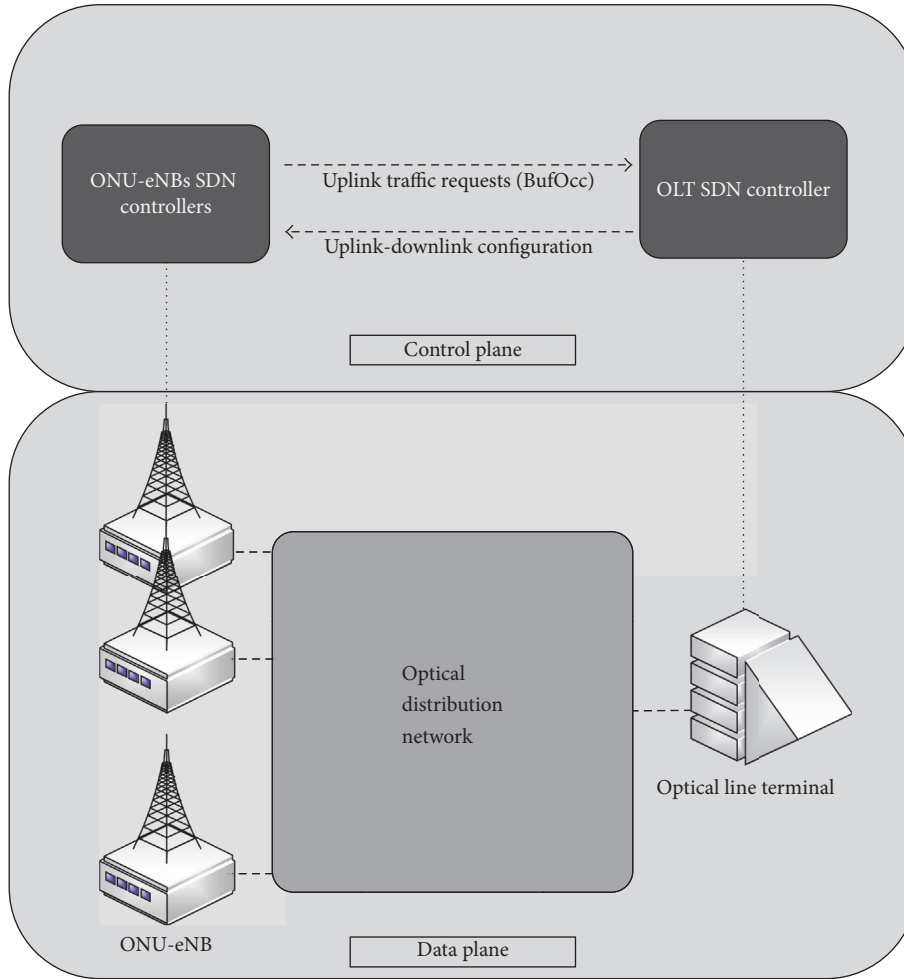 ONU-eNBs SDN
controllers
Uplink traffic requests (BufOcc)
OLT SDN controller
Uplink-downlink configuration
Control plane
Optical
distribution
network
Optical line terminal
ONU-eNB
Data plane